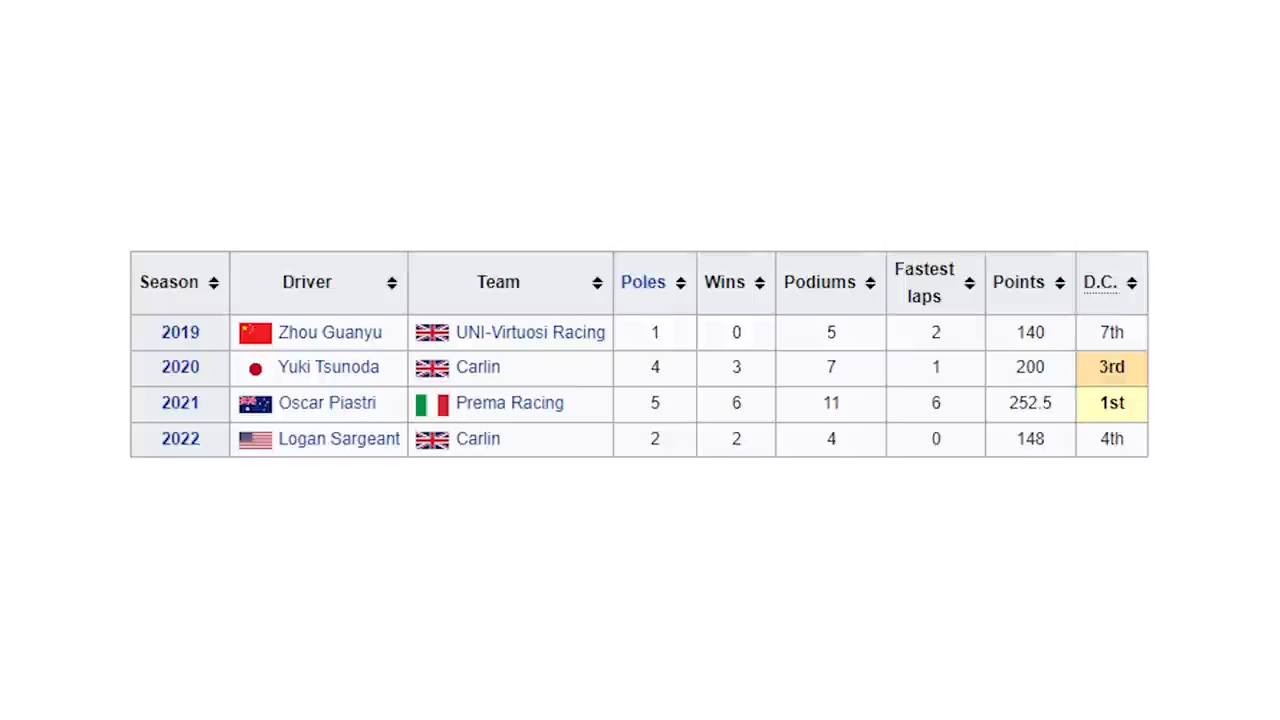 Season Driver Team Poles Wins Podiums Fastest laps Points D.C.
2019 Zhou Guanyu UNI-Virtuosi Racing 1 0 5 2 140 7th
2020 Yuki Tsunoda Carlin 4 3 7 1 200 3rd
2021 Oscar Piastri Prema Racing 5 6 11 6 252.5 1st
2022 Logan Sargeant Carlin 2 2 4 0 148 4th